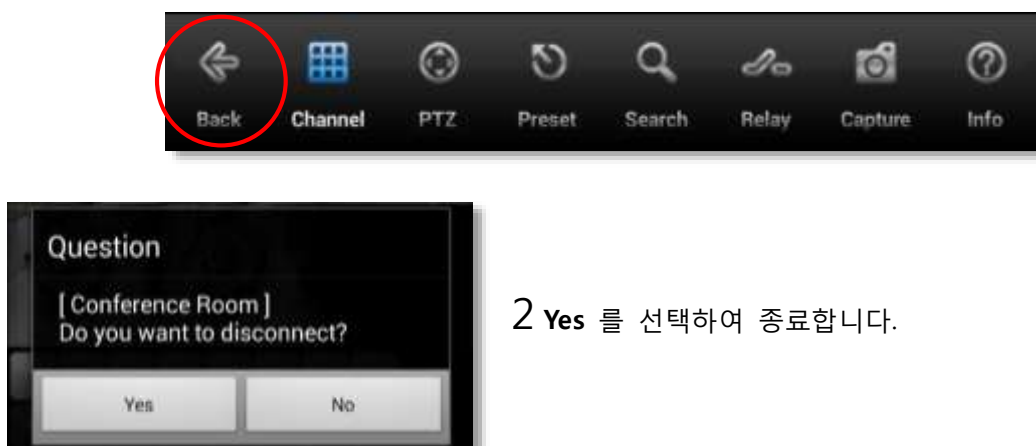 Back Channel PTZ Preset Search Relay Capture Info
Question
[ Conference Room ]
Do you want to disconnect?
Yes No
2 Yes 를 선택하여 종료합니다.